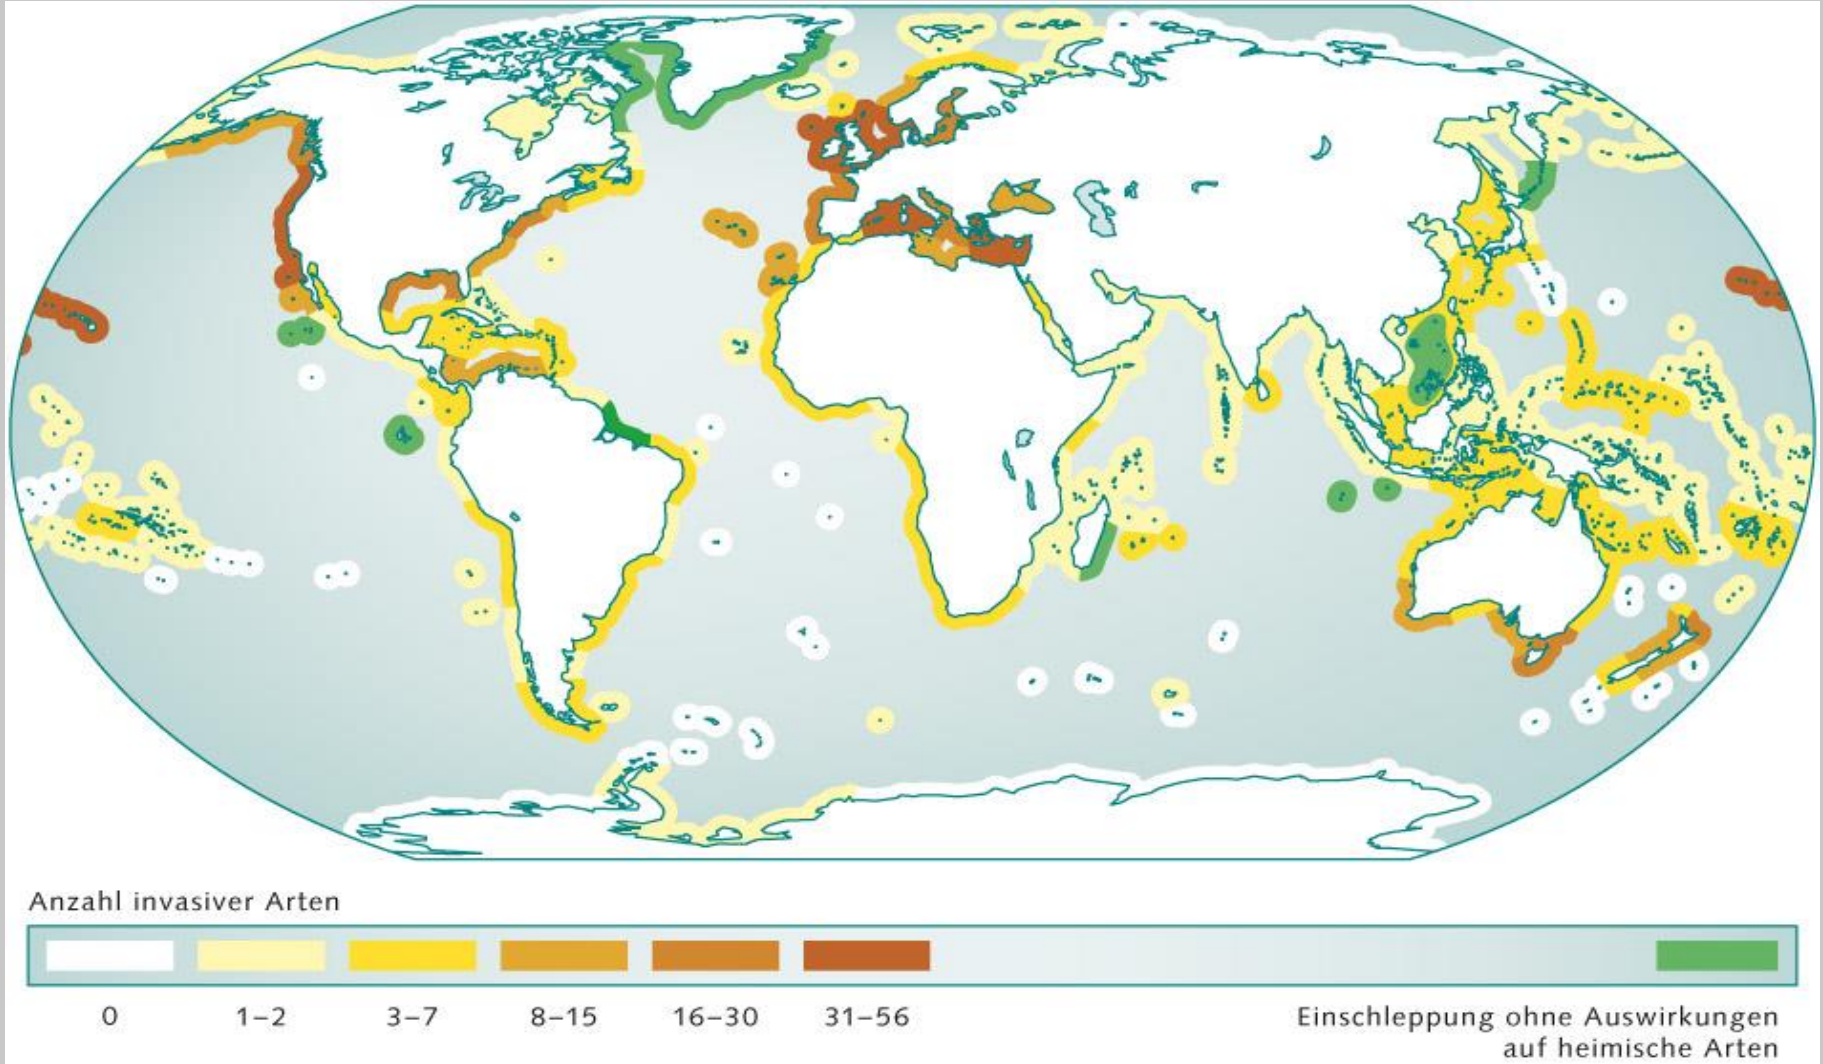 Anzahl invasiver Arten
0 1–2 3–7 8–15 16–30 31–56
Einschleppung ohne Auswirkungen
auf heimische Arten